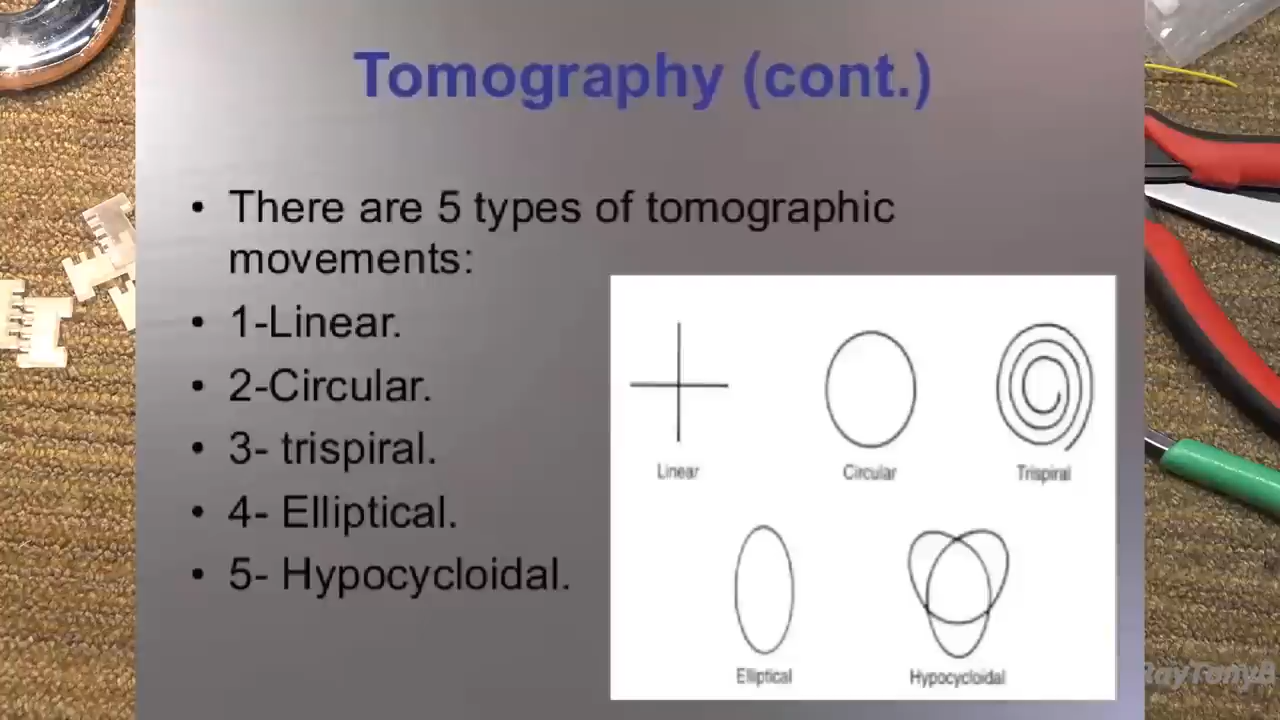 Tomography (cont.)
• There are 5 types of tomographic
movements:
• 1-Linear.
• 2-Circular.
• 3- trispiral.
• 4- Elliptical.
• 5- Hypocycloidal.
Linear
Circular
Trispiral
Elliptical
Hypocycloidal